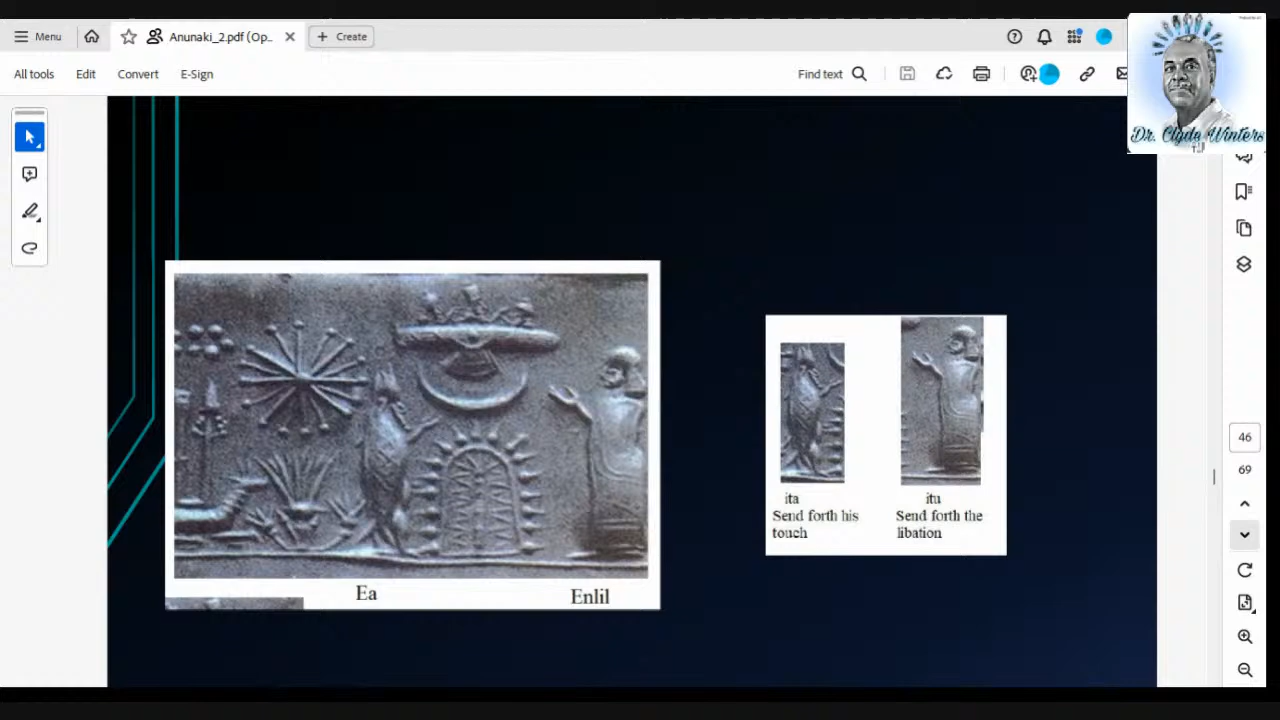 Menu
Anunaki_2.pdf (Op...
Create
All tools
Edit
Convert
E-Sign
Find text
Dr. Clyde Winters
46
69
ita
Send forth his
touch
itu
Send forth the
libation
Ea
Enlil